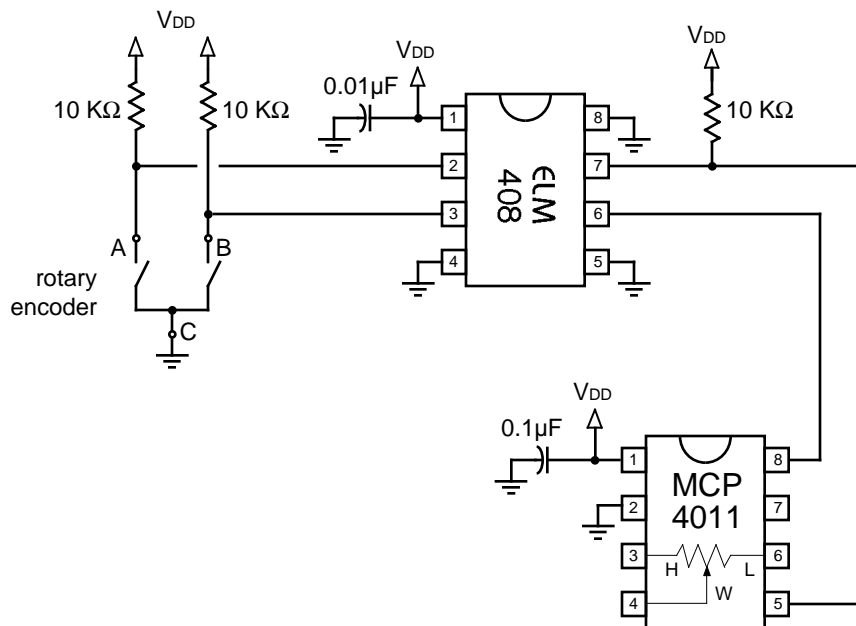 VDD
10 KΩ
10 KΩ
A
B
rotary
encoder
C
0.01µF
VDD
1
2
3
4
ELM
408
8
7
6
5
VDD
10 KΩ
0.1µF
VDD
1
2
3
4
MCP
4011
H
L
W
8
7
6
5